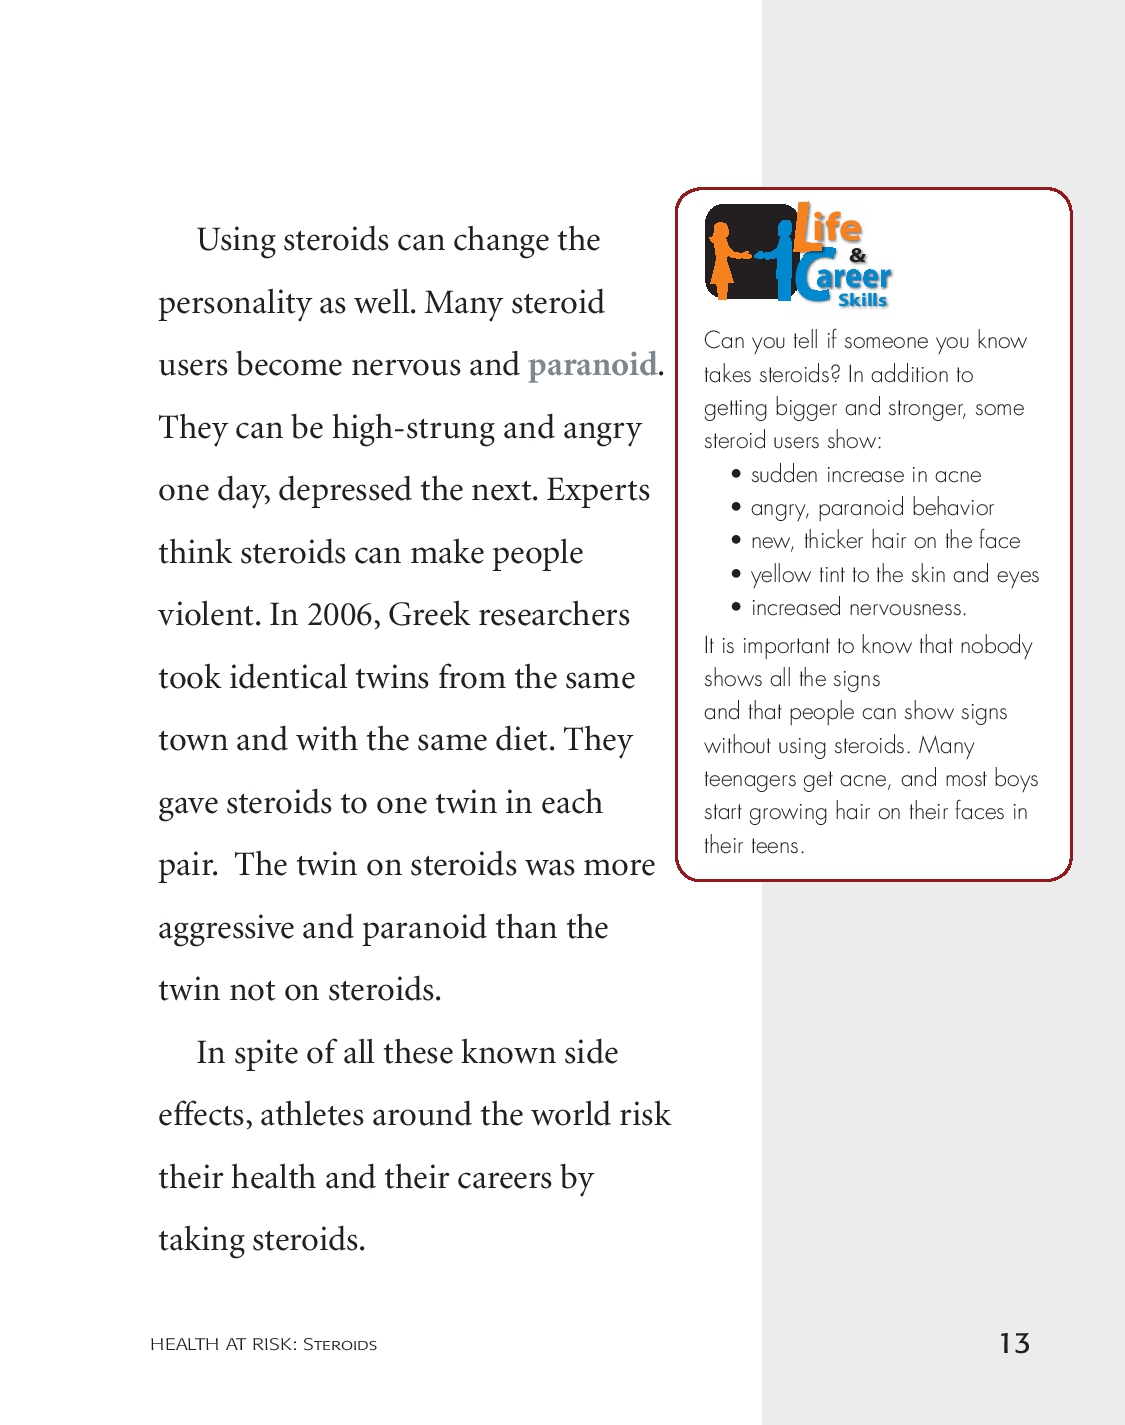 Using steroids can change the
personality as well. Many steroid
users become nervous and paranoid.
They can be high-strung and angry
one day, depressed the next. Experts
think steroids can make people
violent. In 2006, Greek researchers
took identical twins from the same
town and with the same diet. They
gave steroids to one twin in each
pair.  The twin on steroids was more
aggressive and paranoid than the
twin not on steroids.
In spite of all these known side
effects, athletes around the world risk
their health and their careers by
taking steroids.
Life
&
Career
Skills
Can you tell if someone you know
takes steroids? In addition to
getting bigger and stronger, some
steroid users show:
• sudden increase in acne
• angry, paranoid behavior
• new, thicker hair on the face
• yellow tint to the skin and eyes
• increased nervousness.
It is important to know that nobody
shows all the signs
and that people can show signs
without using steroids. Many
teenagers get acne, and most boys
start growing hair on their faces in
their teens.
HEALTH AT RISK: STEROIDS
13